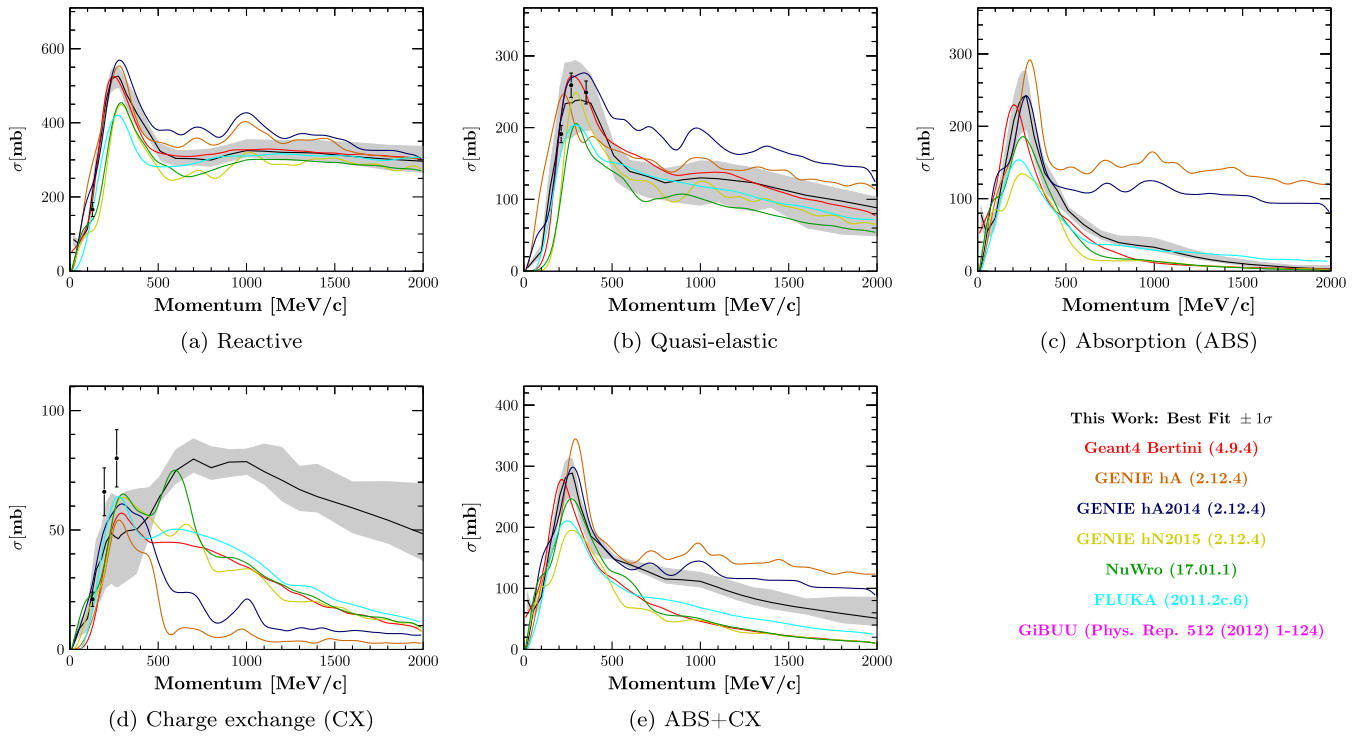 600
400
200
0
σ[mb]
0 500 1000 1500 2000
Momentum [MeV/c]
(a) Reactive
300
200
100
0
σ[mb]
0 500 1000 1500 2000
Momentum [MeV/c]
(b) Quasi-elastic
300
200
100
0
σ[mb]
0 500 1000 1500 2000
Momentum [MeV/c]
(c) Absorption (ABS)
100
50
0
σ[mb]
0 500 1000 1500 2000
Momentum [MeV/c]
(d) Charge exchange (CX)
400
300
200
100
0
σ[mb]
0 500 1000 1500 2000
Momentum [MeV/c]
(e) ABS+CX
This Work: Best Fit ± 1σ
Geant4 Bertini (4.9.4)
GENIE hA (2.12.4)
GENIE hA2014 (2.12.4)
GENIE hN2015 (2.12.4)
NuWro (17.01.1)
FLUKA (2011.2c.6)
GiBUU (Phys. Rep. 512 (2012) 1-124)